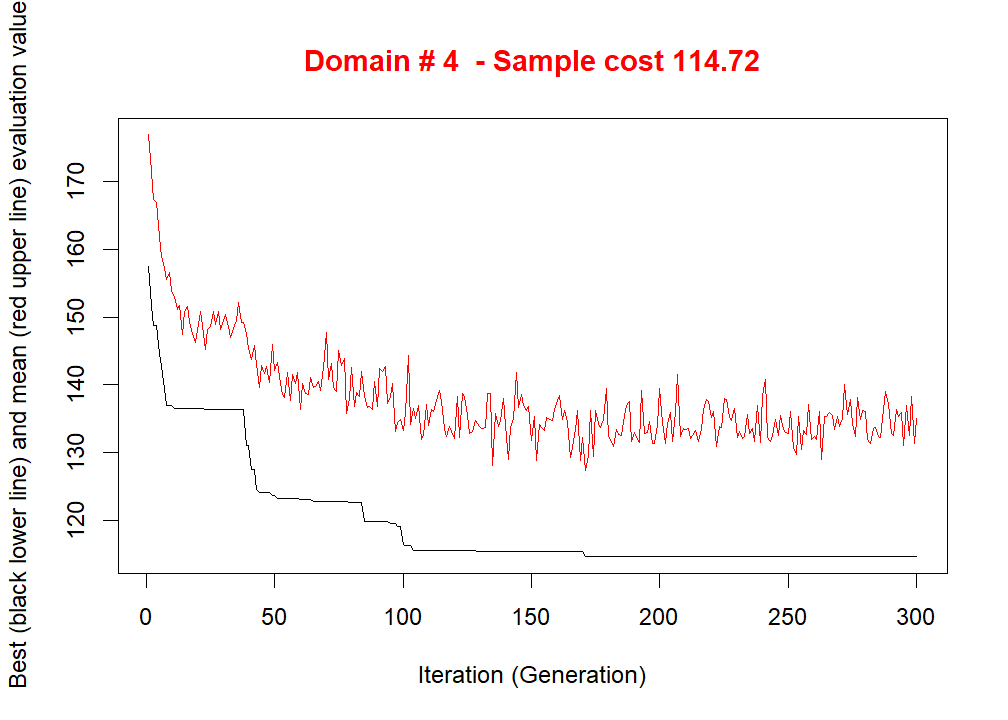 Domain # 4  - Sample cost 114.72
Best (black lower line) and mean (red upper line) evaluation value
170
160
150
140
130
120
0 50 100 150 200 250 300
Iteration (Generation)